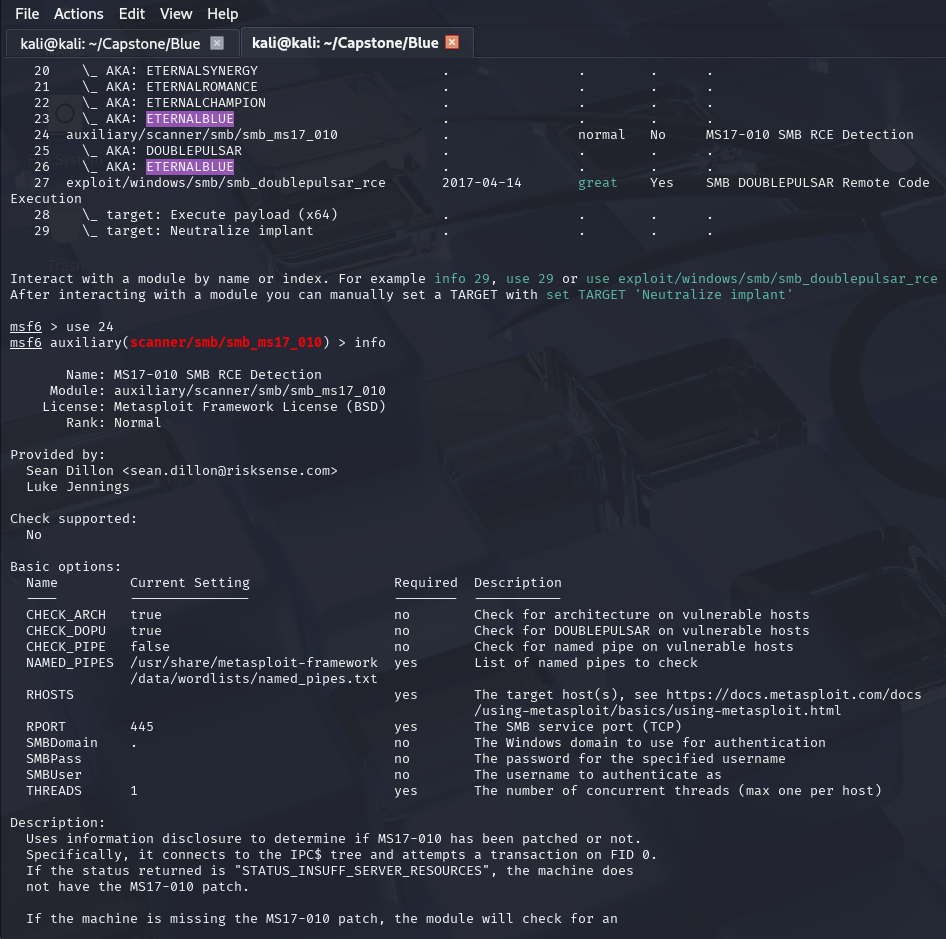 File Actions Edit View Help
kali@kali: ~/Capstone/Blue kali@kali: ~/Capstone/Blue
20 \_ AKA: ETERNALSYNERGY . . . .
21 \_ AKA: ETERNALROMANCE . . . .
22 \_ AKA: ETERNALCHAMPION . . . .
23 \_ AKA: ETERNALBLUE . . . .
24 auxiliary/scanner/smb/smb_ms17_010 . normal No MS17-010 SMB RCE Detection
25 \_ AKA: DOUBLEPULSAR . . . .
26 \_ AKA: ETERNALBLUE . . . .
27 exploit/windows/smb/smb_doublepulsar_rce 2017-04-14 great Yes SMB DOUBLEPULSAR Remote Code
Execution
28 \_ target: Execute payload (x64) . . . .
29 \_ target: Neutralize implant . . . .
Interact with a module by name or index. For example info 29, use 29 or use exploit/windows/smb/smb_doublepulsar_rce
After interacting with a module you can manually set a TARGET with set TARGET 'Neutralize implant'
msf6 > use 24
msf6 auxiliary(scanner/smb/smb_ms17_010) > info
Name: MS17-010 SMB RCE Detection
Module: auxiliary/scanner/smb/smb_ms17_010
License: Metasploit Framework License (BSD)
Rank: Normal
Provided by:
Sean Dillon <sean.dillon@risksense.com>
Luke Jennings
Check supported:
No
Basic options:
Name Current Setting Required Description
CHECK_ARCH true no Check for architecture on vulnerable hosts
CHECK_DOPU true no Check for DOUBLEPULSAR on vulnerable hosts
CHECK_PIPE false no Check for named pipe on vulnerable hosts
NAMED_PIPES /usr/share/metasploit-framework yes List of named pipes to check
/data/wordlists/named_pipes.txt
RHOSTS yes The target host(s), see https://docs.metasploit.com/docs
/using-metasploit/basics/using-metasploit.html
RPORT 445 yes The SMB service port (TCP)
SMBDomain . no The Windows domain to use for authentication
SMBPass no The password for the specified username
SMBUser no The username to authenticate as
THREADS 1 yes The number of concurrent threads (max one per host)
Description:
Uses information disclosure to determine if MS17-010 has been patched or not.
Specifically, it connects to the IPC$ tree and attempts a transaction on FID 0.
If the status returned is "STATUS_INSUFF_SERVER_RESOURCES", the machine does
not have the MS17-010 patch.
If the machine is missing the MS17-010 patch, the module will check for an